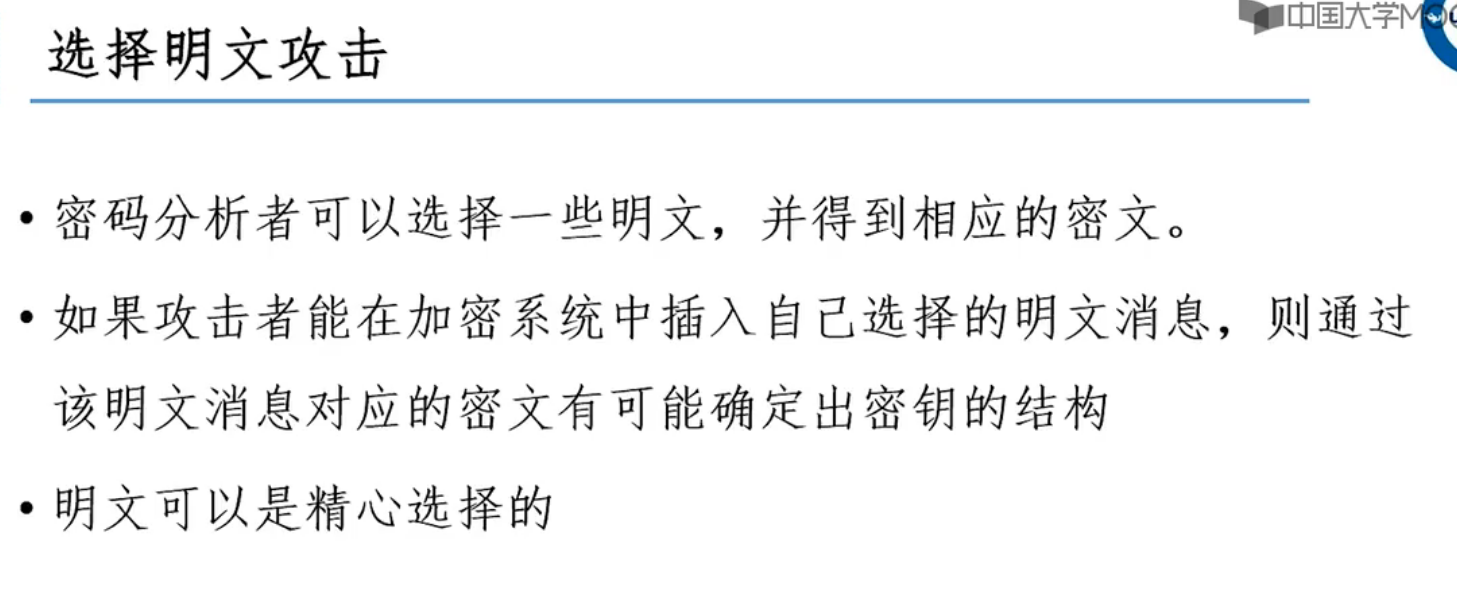 中国大学MOO
选择明文攻击
• 密码分析者可以选择一些明文，并得到相应的密文。
• 如果攻击者能在加密系统中插入自己选择的明文消息，则通过
该明文消息对应的密文有可能确定出密钥的结构
• 明文可以是精心选择的